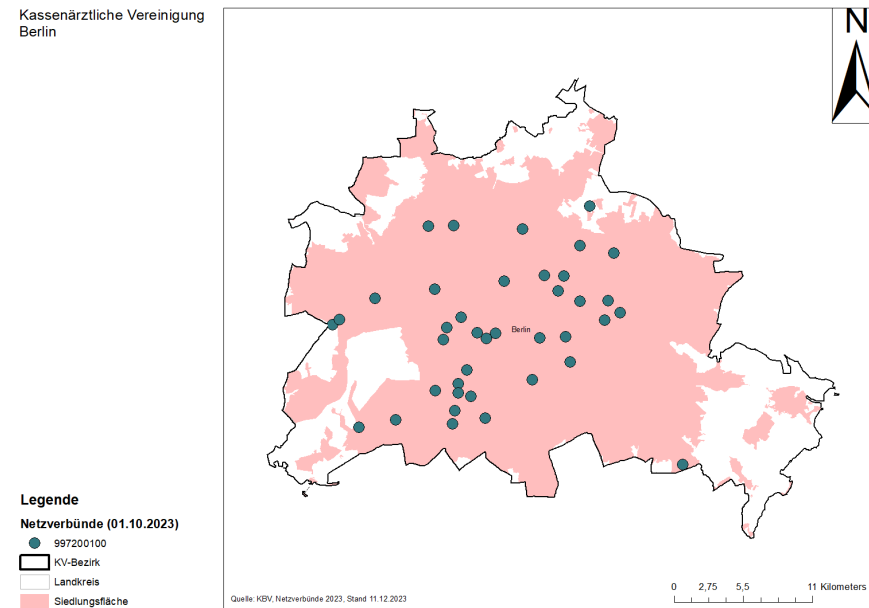 Kassenärztliche Vereinigung
Berlin
N
Berlin
Legende
Netzverbünde (01.10.2023)
997200100
KV-Bezirk
Landkreis
Siedlungsfläche
Quelle: KBV, Netzverbünde 2023, Stand 11.12.2023
0 2,75 5,5 11 Kilometers